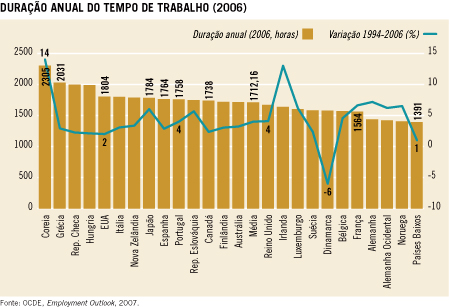 DURAÇÃO ANUAL DO TEMPO DE TRABALHO (2006)
Duração anual (2006, horas) Variação 1994-2006 (%)
2500 15
2000 10
1500 5
1000 0
500 -5
0 -10
14
2305 2031 1804 1784 1764 1758 1738 1712,16 1564 1391
2 4 4 -6 1
Coreia
Grécia
Rep. Checa
Hungria
EUA
Itália
Nova Zelândia
Japão
Espanha
Portugal
Rep. Eslováquia
Canadá
Finlândia
Austrália
Média
Reino Unido
Irlanda
Luxemburgo
Suécia
Dinamarca
Bélgica
França
Alemanha
Alemanha Ocidental
Noruega
Países Baixos
Fonte: OCDE, Employment Outlook, 2007.